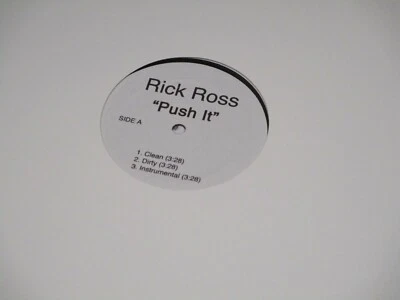 Rick Ross
"Push It"
SIDE A
1. Clean (3:28)
2. Dirty (3:28)
3. Instrumental (3:28)